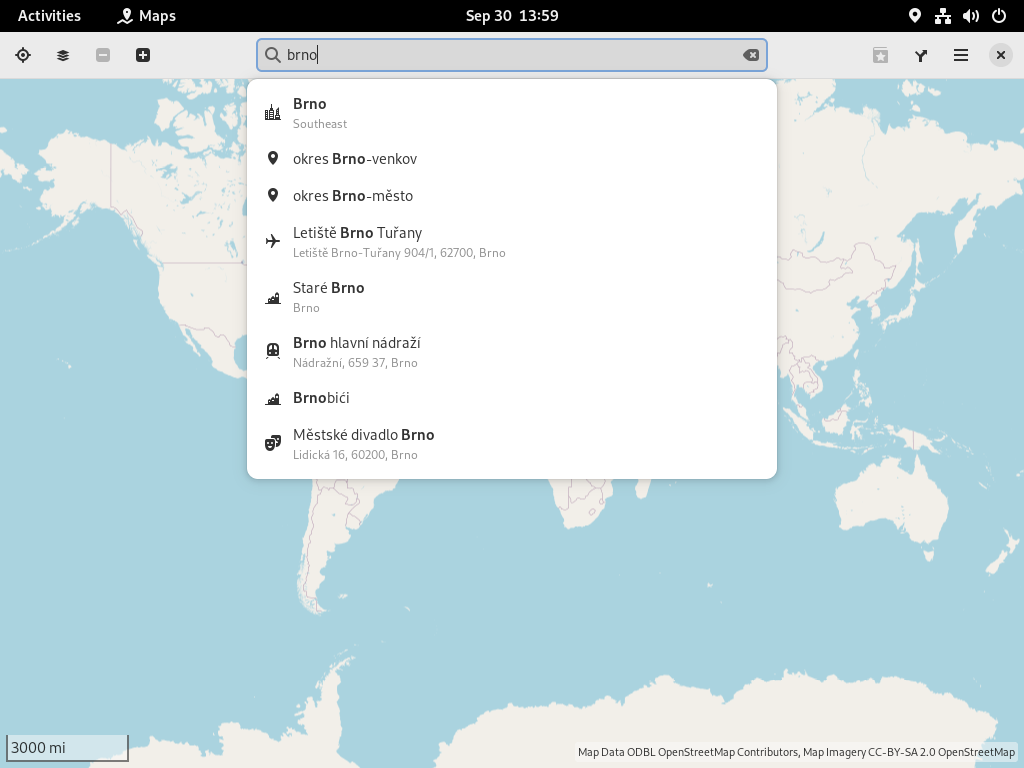 Activities
Maps
Sep 30 13:59
brno
Brno
Southeast
okres Brno-venkov
okres Brno-město
Letiště Brno Tuřany
Letiště Brno-Tuřany 904/1, 62700, Brno
Staré Brno
Brno
Brno hlavní nádraží
Nádražní, 659 37, Brno
Brnobići
Městské divadlo Brno
Lidická 16, 60200, Brno
3000 mi
Map Data ODBL OpenStreetMap Contributors, Map Imagery CC-BY-SA 2.0 OpenStreetMap